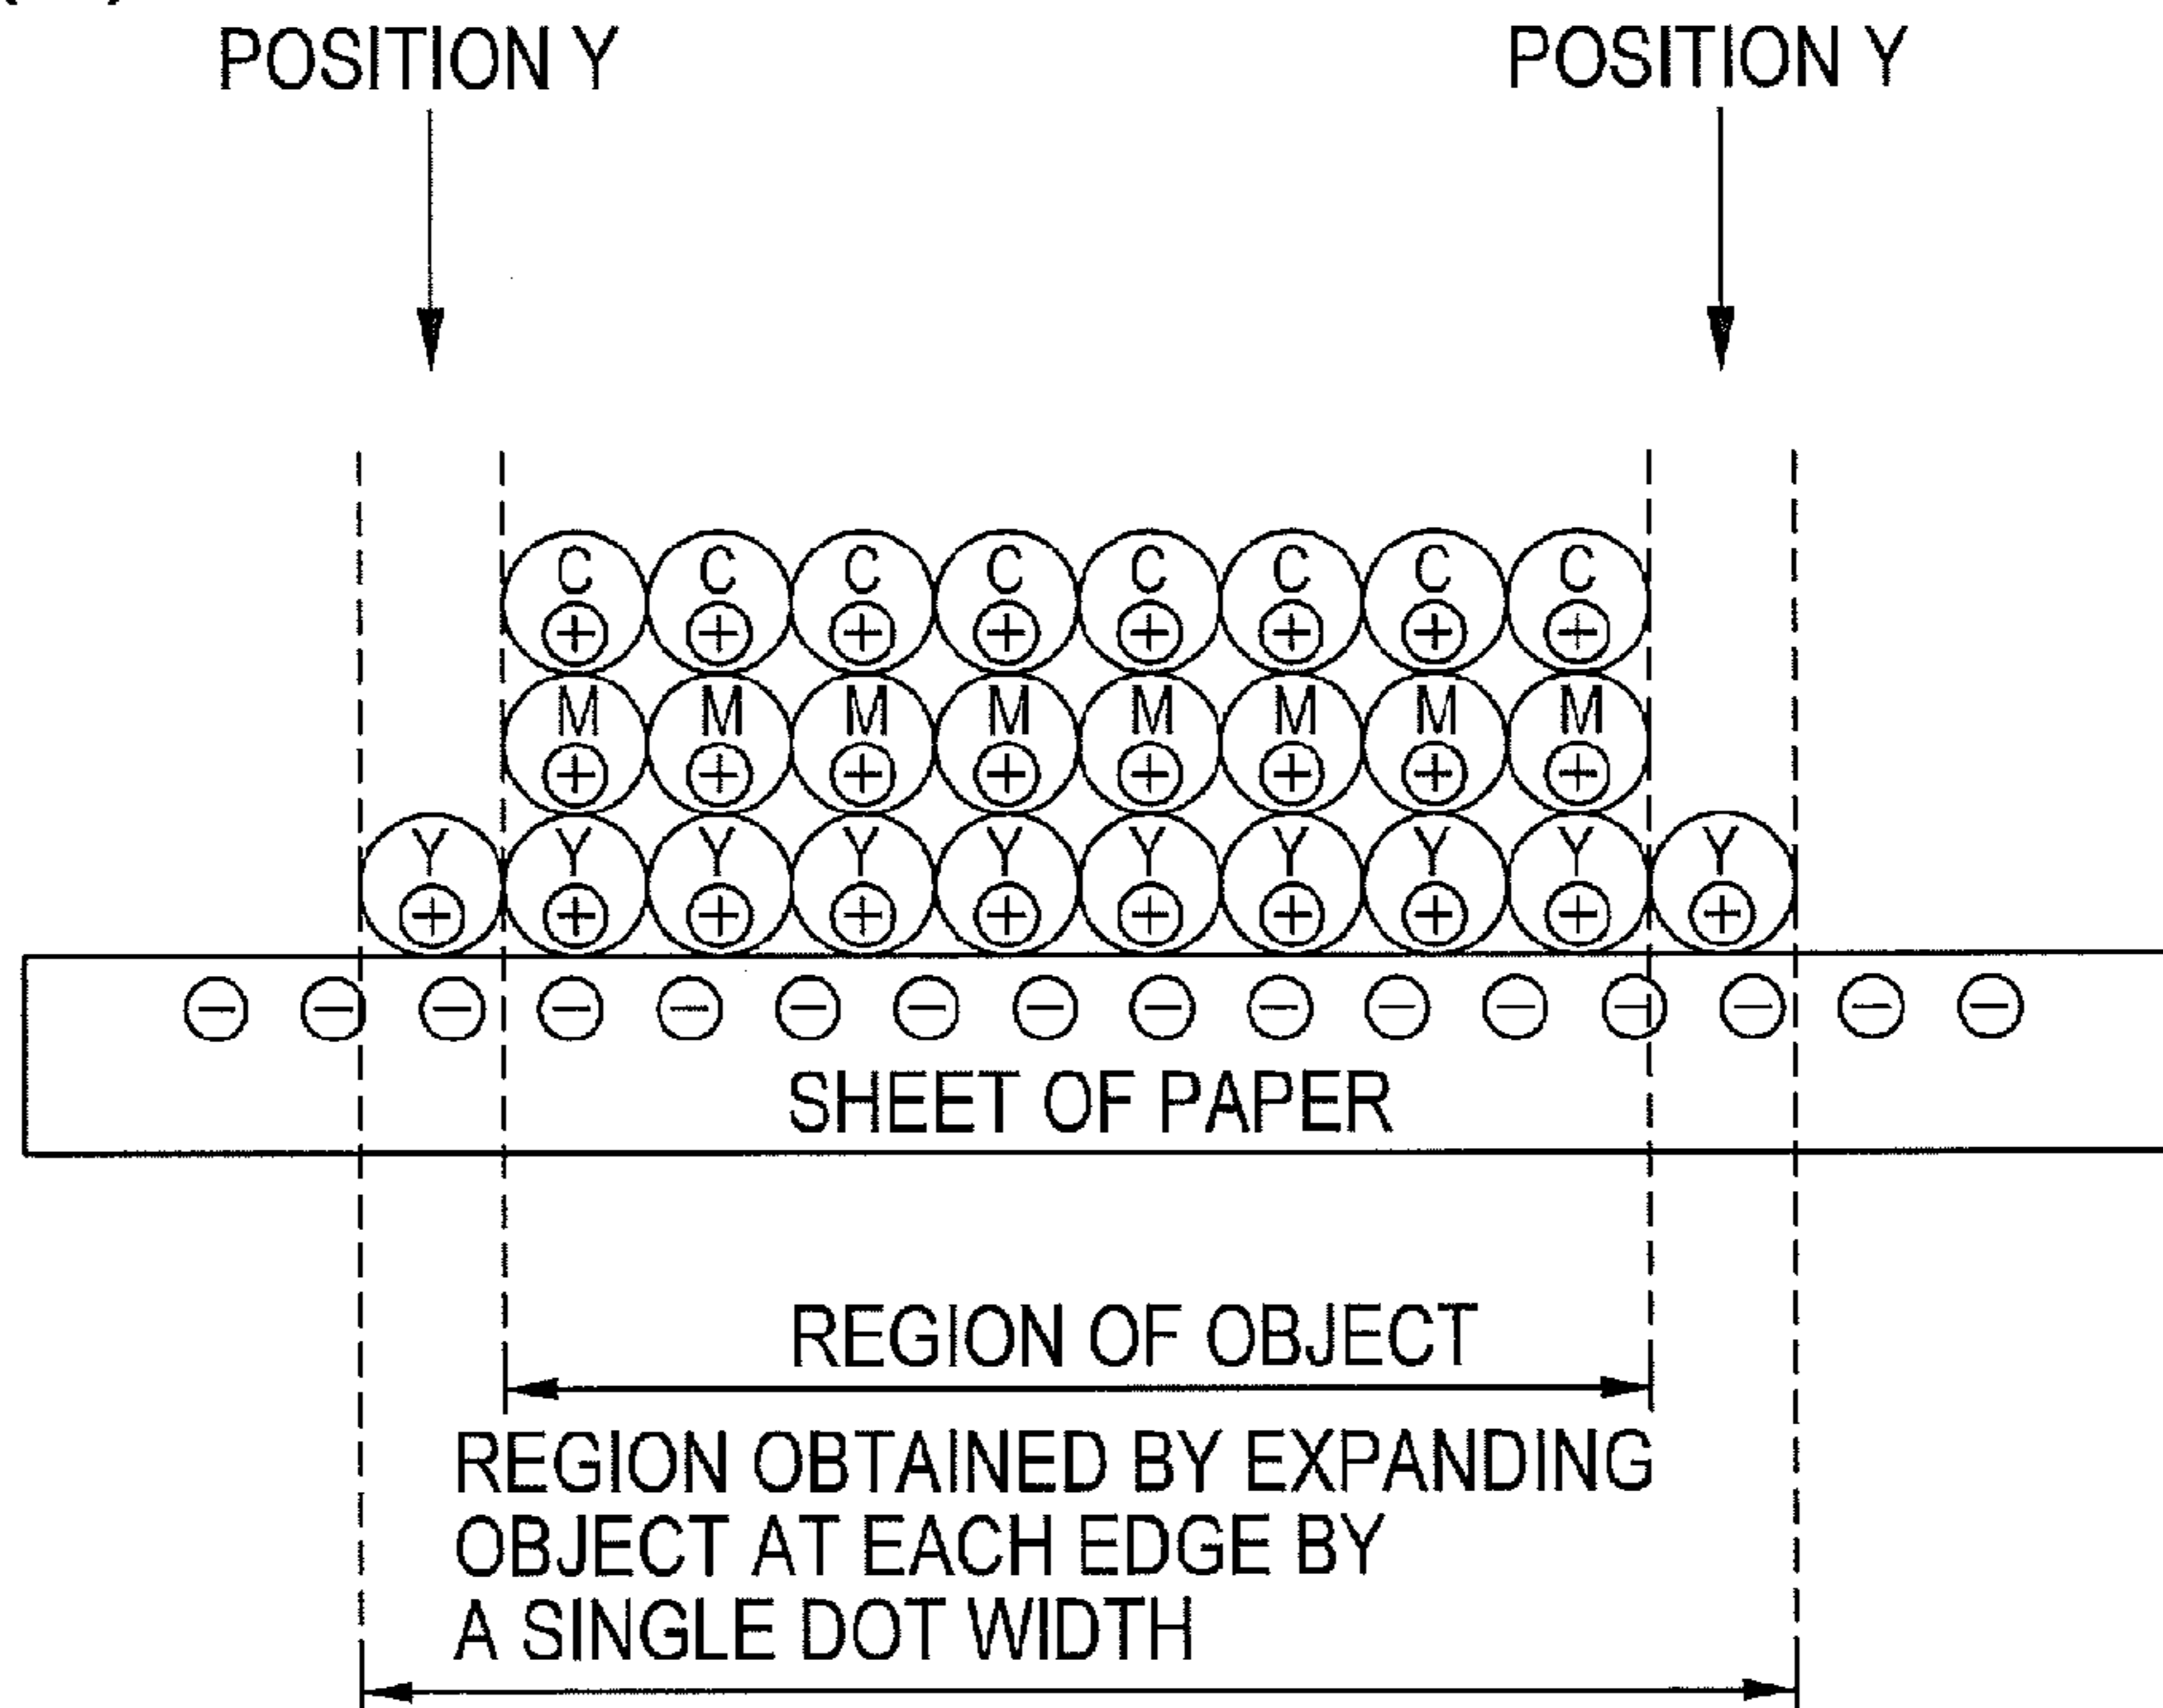 POSITION Y POSITION Y
C C C C C C C C
+ + + + + + + +
M M M M M M M M
+ + + + + + + +
Y Y Y Y Y Y Y Y Y Y
+ + + + + + + + + +
− − − − − − − − − − − − − − − −
SHEET OF PAPER
REGION OF OBJECT
REGION OBTAINED BY EXPANDING
OBJECT AT EACH EDGE BY
A SINGLE DOT WIDTH